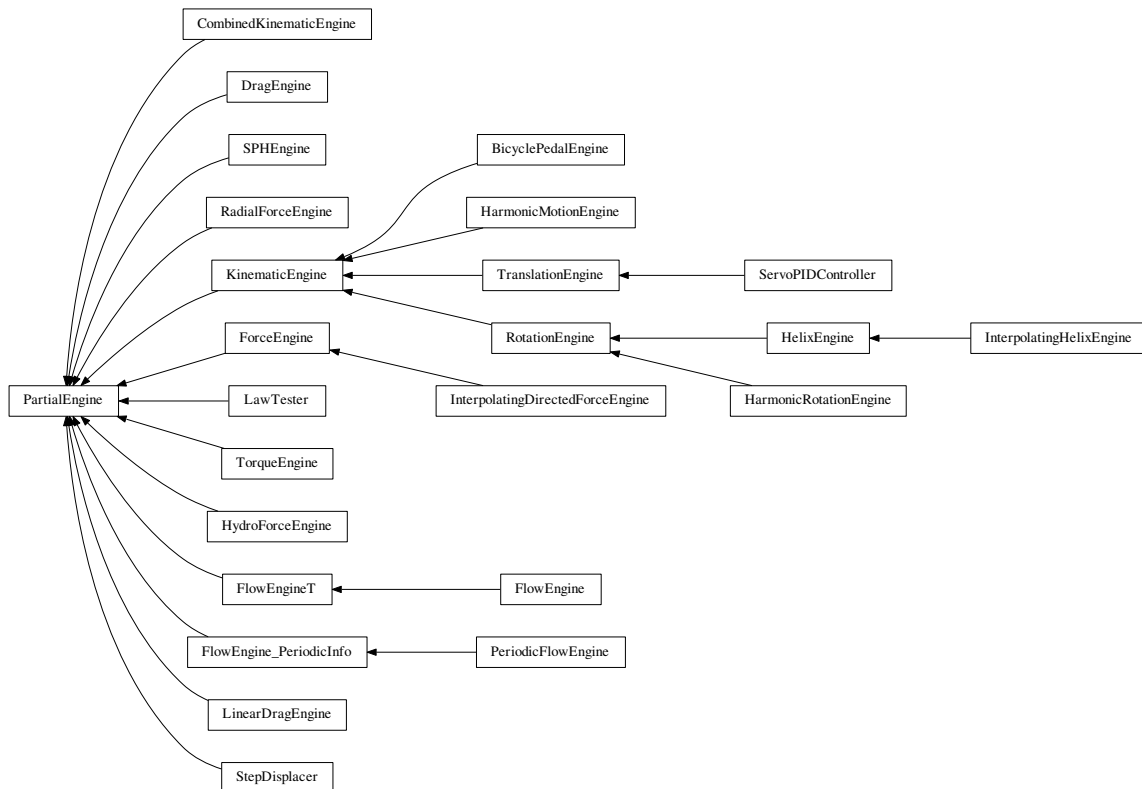 CombinedKinematicEngine
DragEngine
SPHEngine
BicyclePedalEngine
RadialForceEngine
HarmonicMotionEngine
KinematicEngine
TranslationEngine
ServoPIDController
ForceEngine
RotationEngine
HelixEngine
InterpolatingHelixEngine
PartialEngine
LawTester
InterpolatingDirectedForceEngine
HarmonicRotationEngine
TorqueEngine
HydroForceEngine
FlowEngineT
FlowEngine
FlowEngine_PeriodicInfo
PeriodicFlowEngine
LinearDragEngine
StepDisplacer